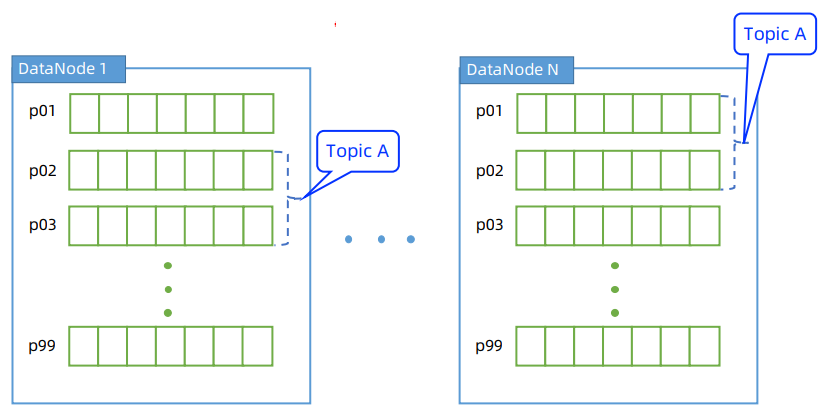 DataNode 1
p01
p02
p03
p99
Topic A
DataNode N
p01
p02
p03
p99
Topic A